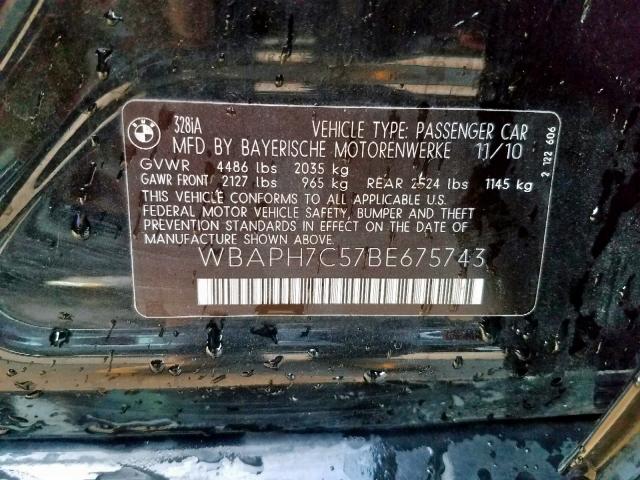 BMW
328iA
VEHICLE TYPE: PASSENGER CAR
MFD BY BAYERISCHE MOTORENWERKE 11/10
GVWR 4486 lbs 2035 kg
GAWR FRONT 2127 lbs 965 kg REAR 2524 lbs 1145 kg
THIS VEHICLE CONFORMS TO ALL APPLICABLE U.S.
FEDERAL MOTOR VEHICLE SAFETY, BUMPER AND THEFT
PREVENTION STANDARDS IN EFFECT ON THE DATE OF
MANUFACTURE SHOWN ABOVE.
WBAPH7C57BE675743
2 122 606